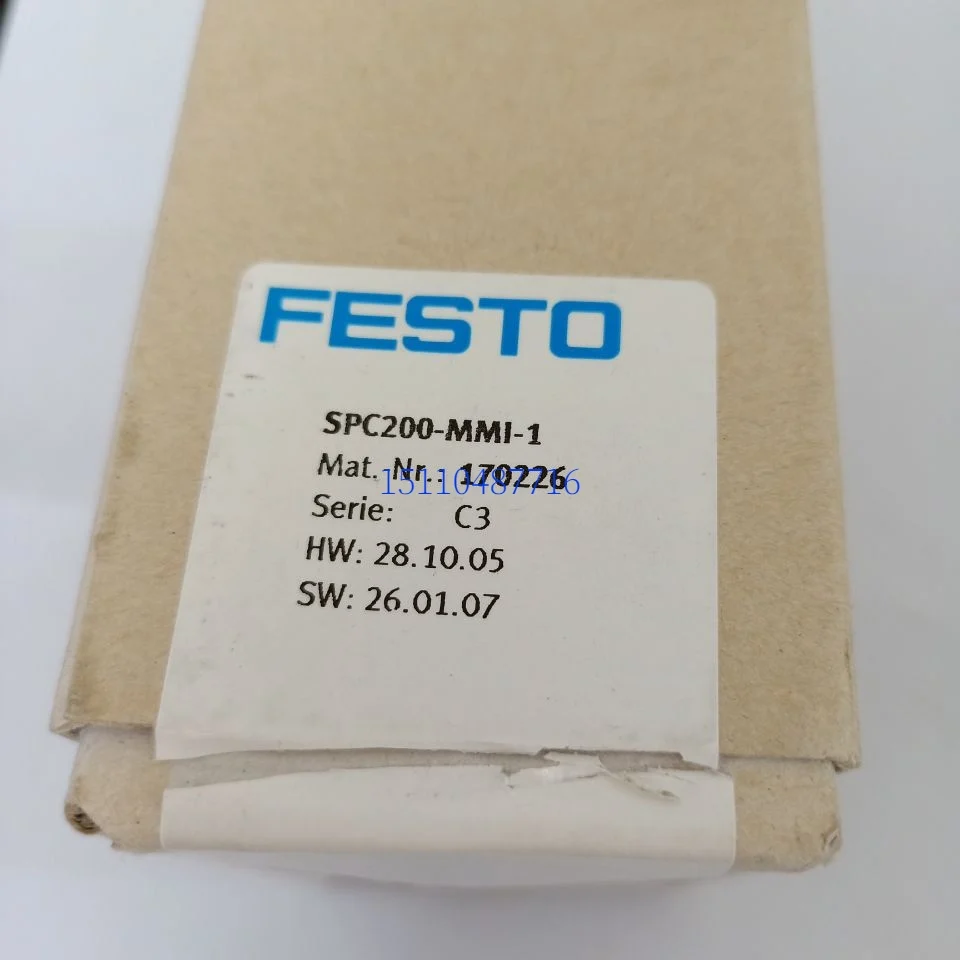 FESTO
SPC200-MMI-1
Mat. Nr.: 170226
15110487716
Serie: C3
HW: 28.10.05
SW: 26.01.07